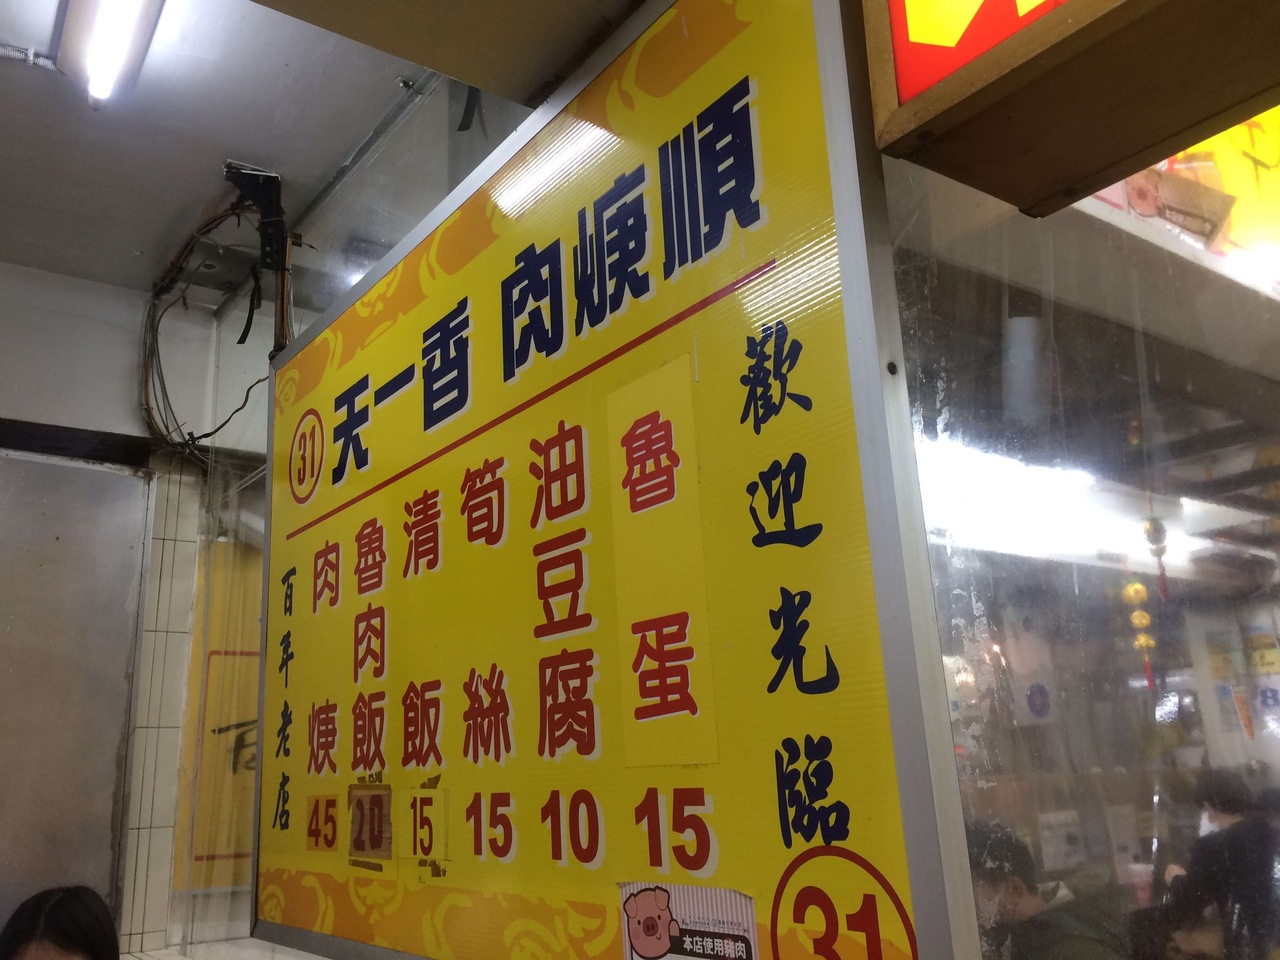 31 天一香 肉焿順
歡迎光臨
魯蛋 15
油豆腐 10
筍絲 15
清飯 15
魯肉飯 20
肉焿 45
百年老店
31
本店使用豬肉